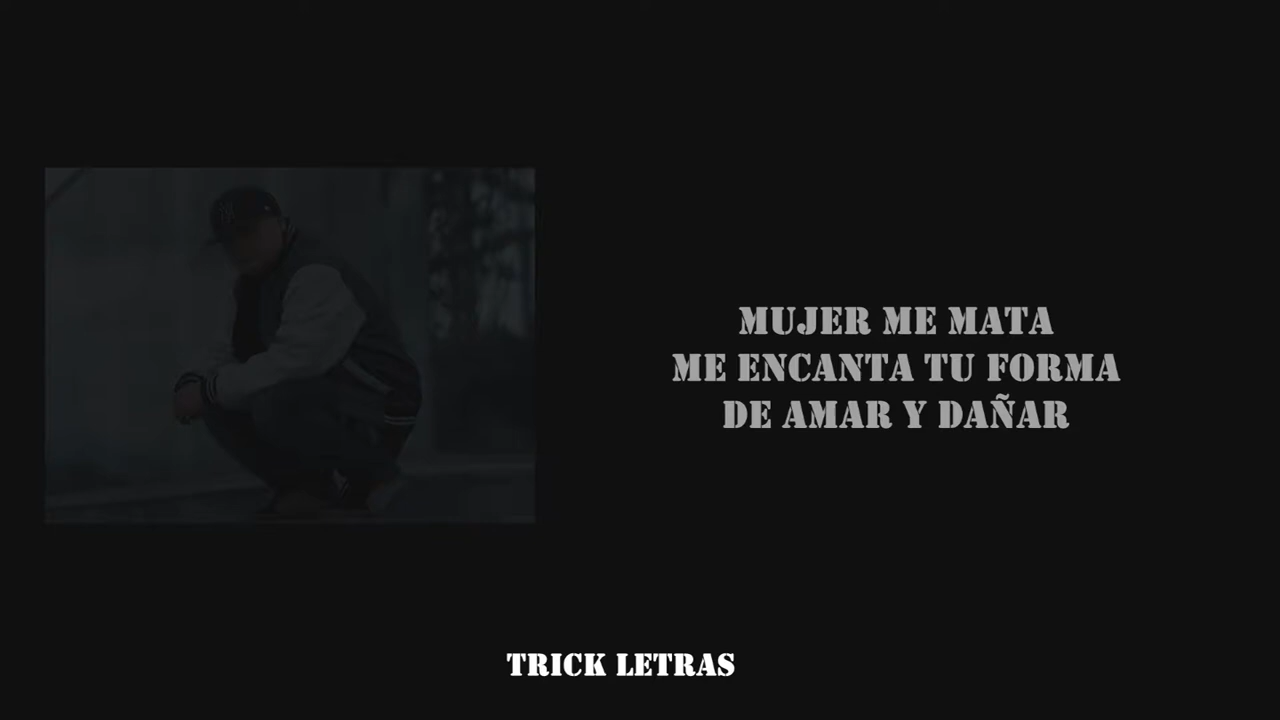 MUJER ME MATA
ME ENCANTA TU FORMA
DE AMAR Y DAÑAR
TRICK LETRAS